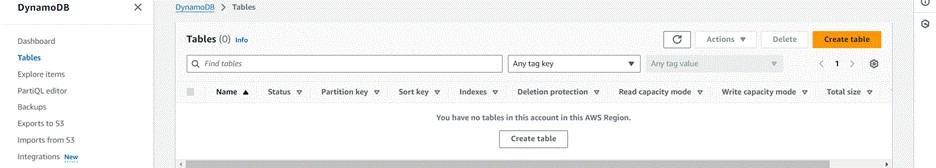 DynamoDB
Dashboard
Tables
Explore items
PartiQL editor
Backups
Exports to S3
Imports from S3
Integrations New
DynamoDB > Tables
Tables (0) Info
Actions
Delete
Create table
Find tables
Any tag key
Any tag value
1
Name Status Partition key Sort key Indexes Deletion protection Read capacity mode Write capacity mode Total size
You have no tables in this account in this AWS Region.
Create table